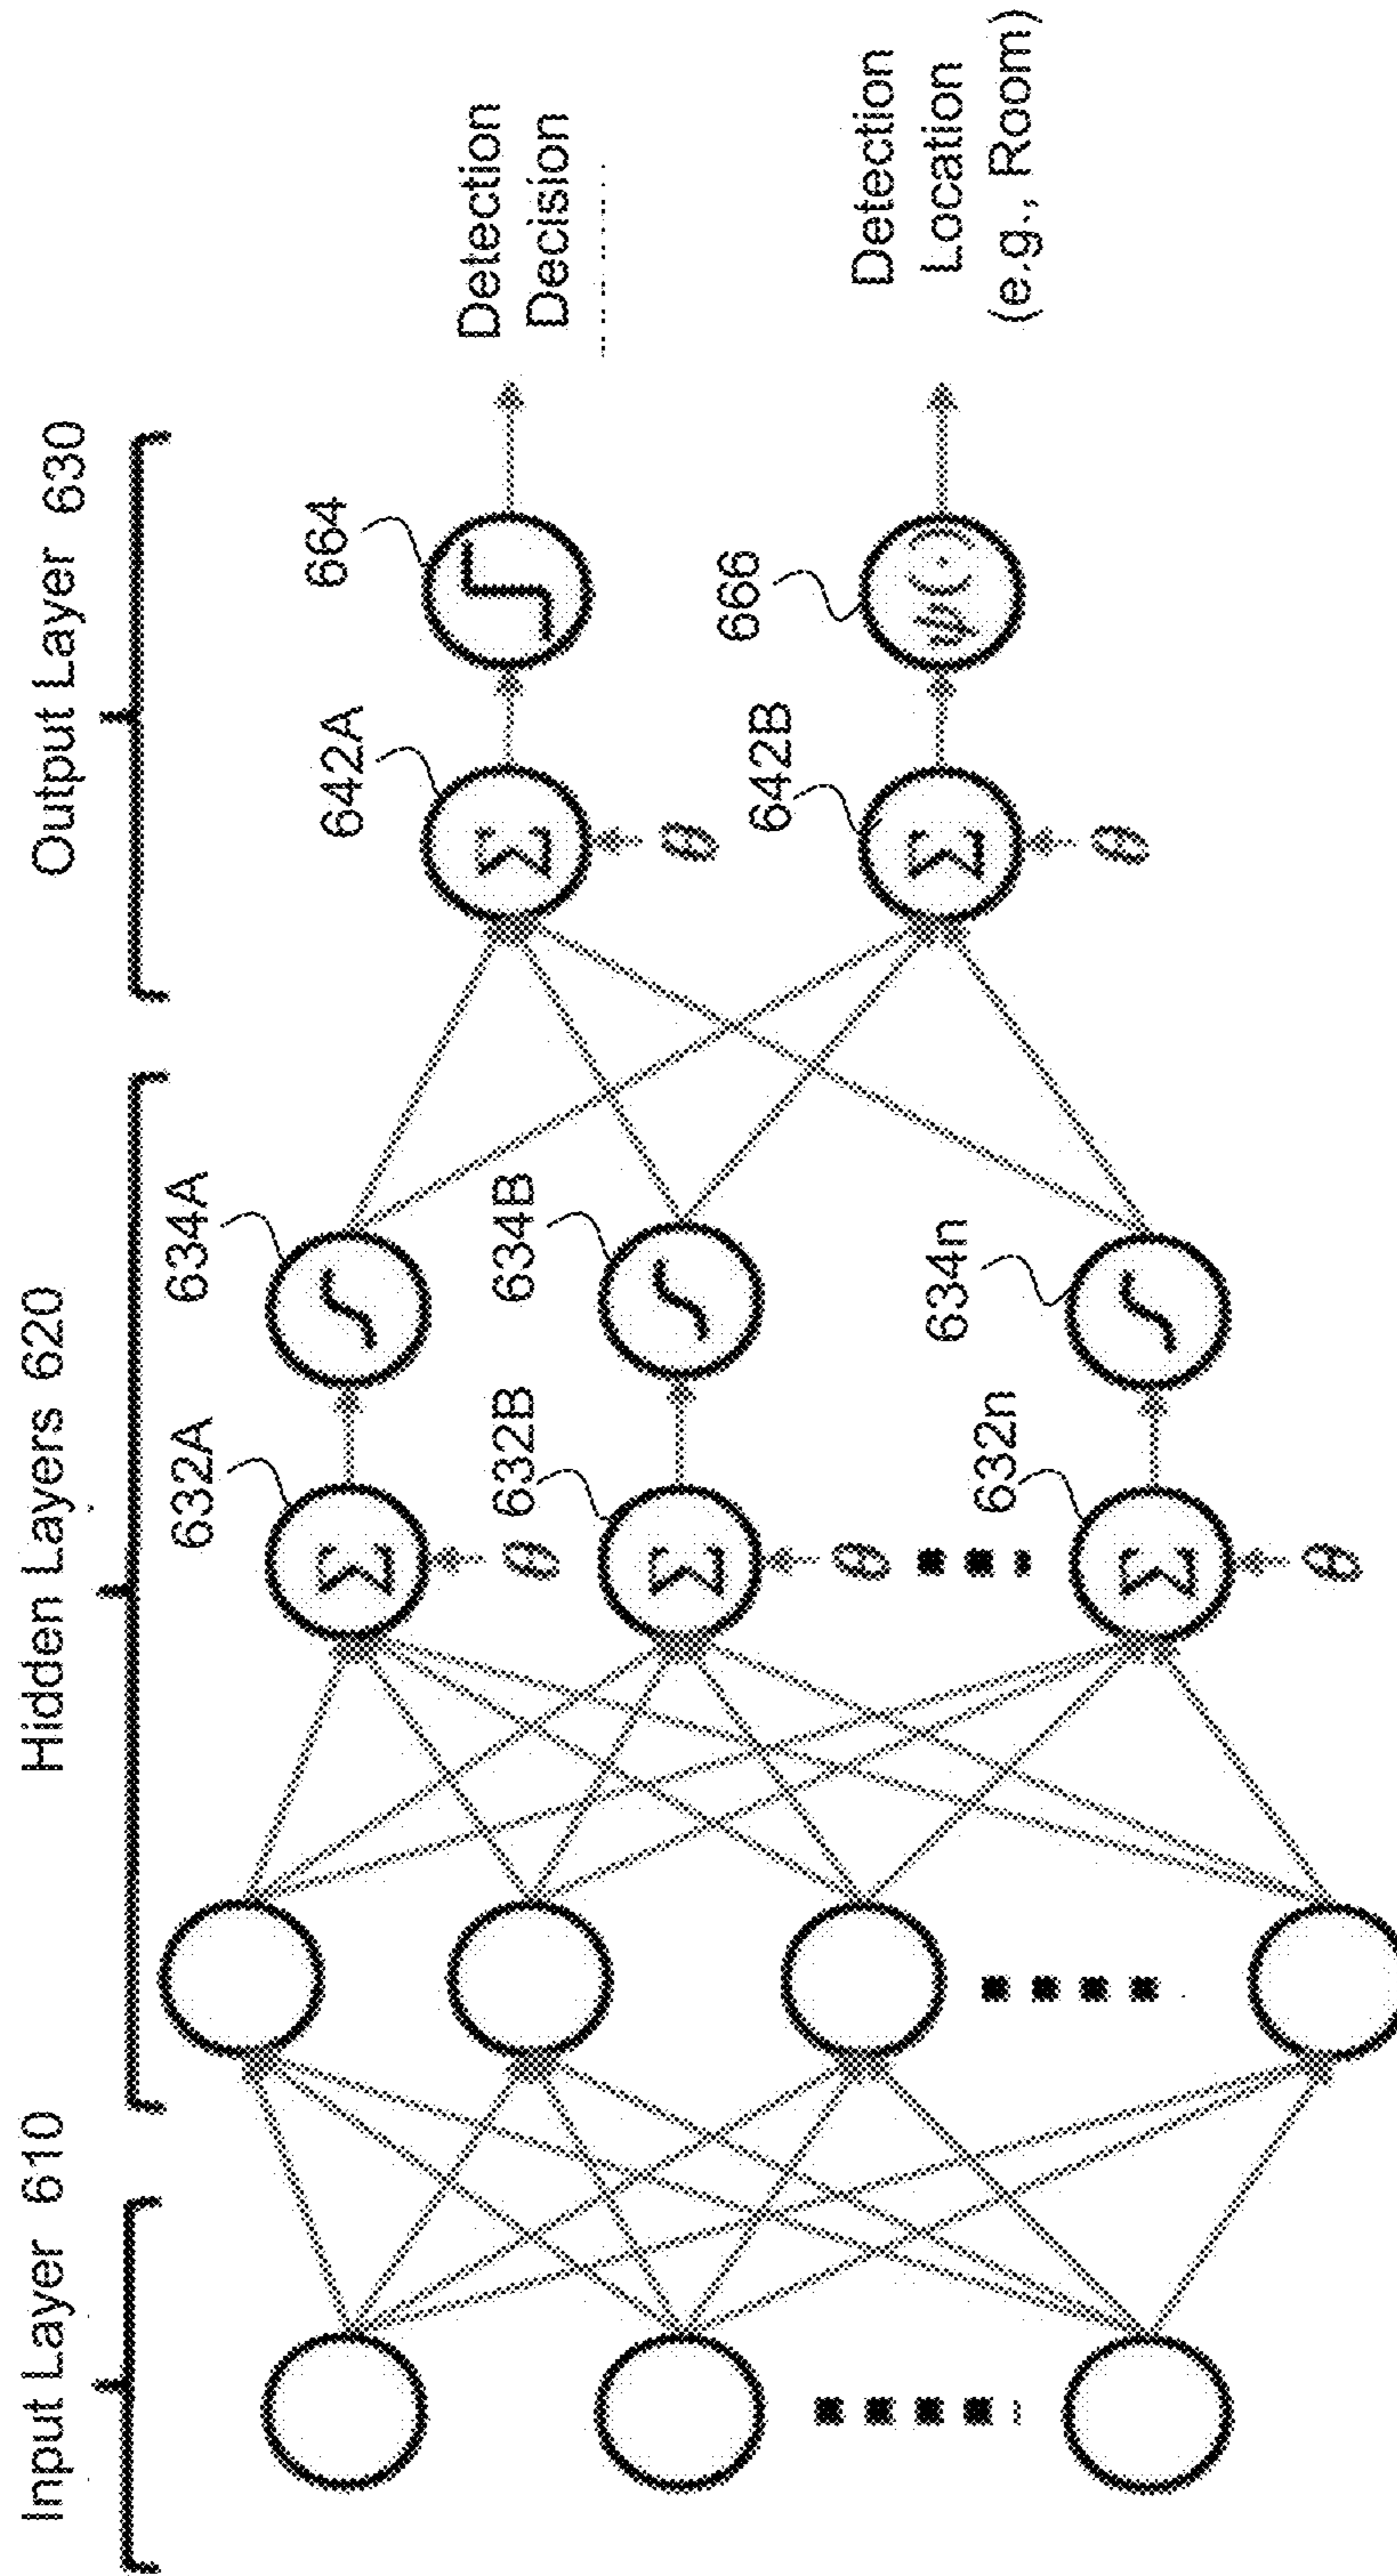 Input Layer 610
Hidden Layers 620
Output Layer 630
632A
634A
642A
664
Σ
θ
Detection
Decision
632B
634B
Σ
θ
642B
666
Σ
θ
ψ(·)
Detection
Location
(e.g., Room)
632n
634n
Σ
θ
Σ
θ